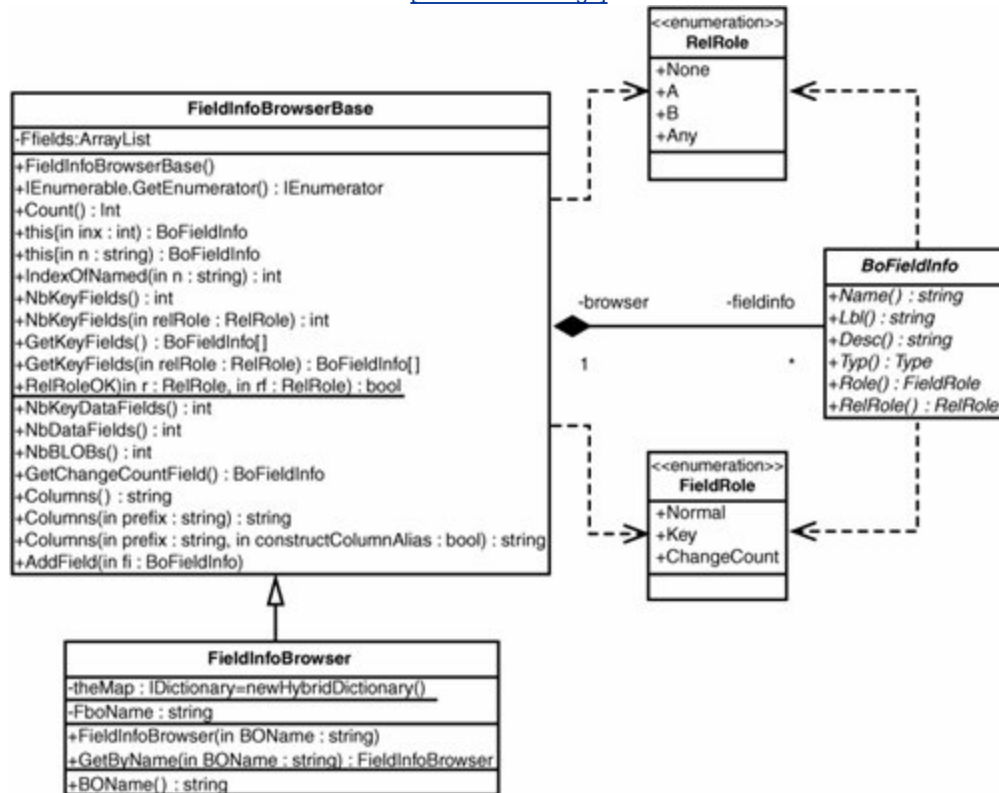 <<enumeration>>
RelRole
+None
+A
+B
+Any
FieldInfoBrowserBase
-Ffields:ArrayList
+FieldInfoBrowserBase()
+IEnumerable.GetEnumerator() : IEnumerator
+Count() : Int
+this(in inx : int) : BoFieldInfo
+this(in n : string) : BoFieldInfo
+IndexOfNamed(in n : string) : int
+NbKeyFields() : int
+NbKeyFields(in relRole : RelRole) : int
+GetKeyFields() : BoFieldInfo[]
+GetKeyFields(in relRole : RelRole) : BoFieldInfo[]
+RelRoleOK)in r : RelRole, in rf : RelRole) : bool
+NbKeyDataFields() : int
+NbDataFields() : int
+NbBLOBs() : int
+GetChangeCountField() : BoFieldInfo
+Columns() : string
+Columns(in prefix : string) : string
+Columns(in prefix : string, in constructColumnAlias : bool) : string
+AddField(in fi : BoFieldInfo)
-browser
-fieldinfo
1
*
BoFieldInfo
+Name() : string
+Lbl() : string
+Desc() : string
+Typ() : Type
+Role() : FieldRole
+RelRole() : RelRole
<<enumeration>>
FieldRole
+Normal
+Key
+ChangeCount
FieldInfoBrowser
-theMap : IDictionary=newHybridDictionary()
-FboName : string
+FieldInfoBrowser(in BOName : string)
+GetByName(in BOName : string) : FieldInfoBrowser
+BOName() : string